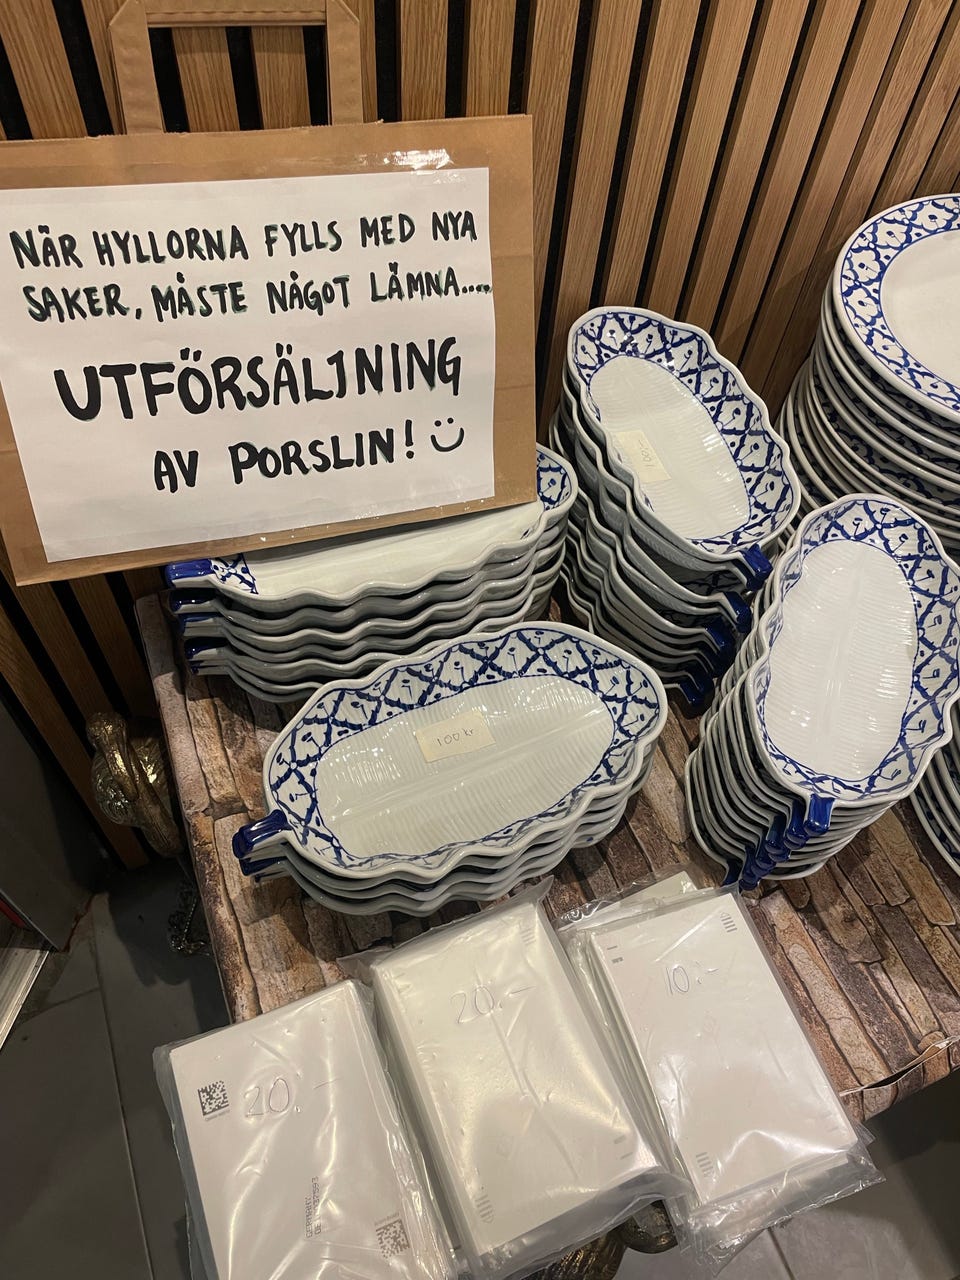 NÄR HYLLORNA FYLLS MED NYA
SAKER, MÅSTE NÅGOT LÄMNA....
UTFÖRSÄLJNING
AV PORSLIN! Ü
100:-
100 kr
20 -
20:-
10:-